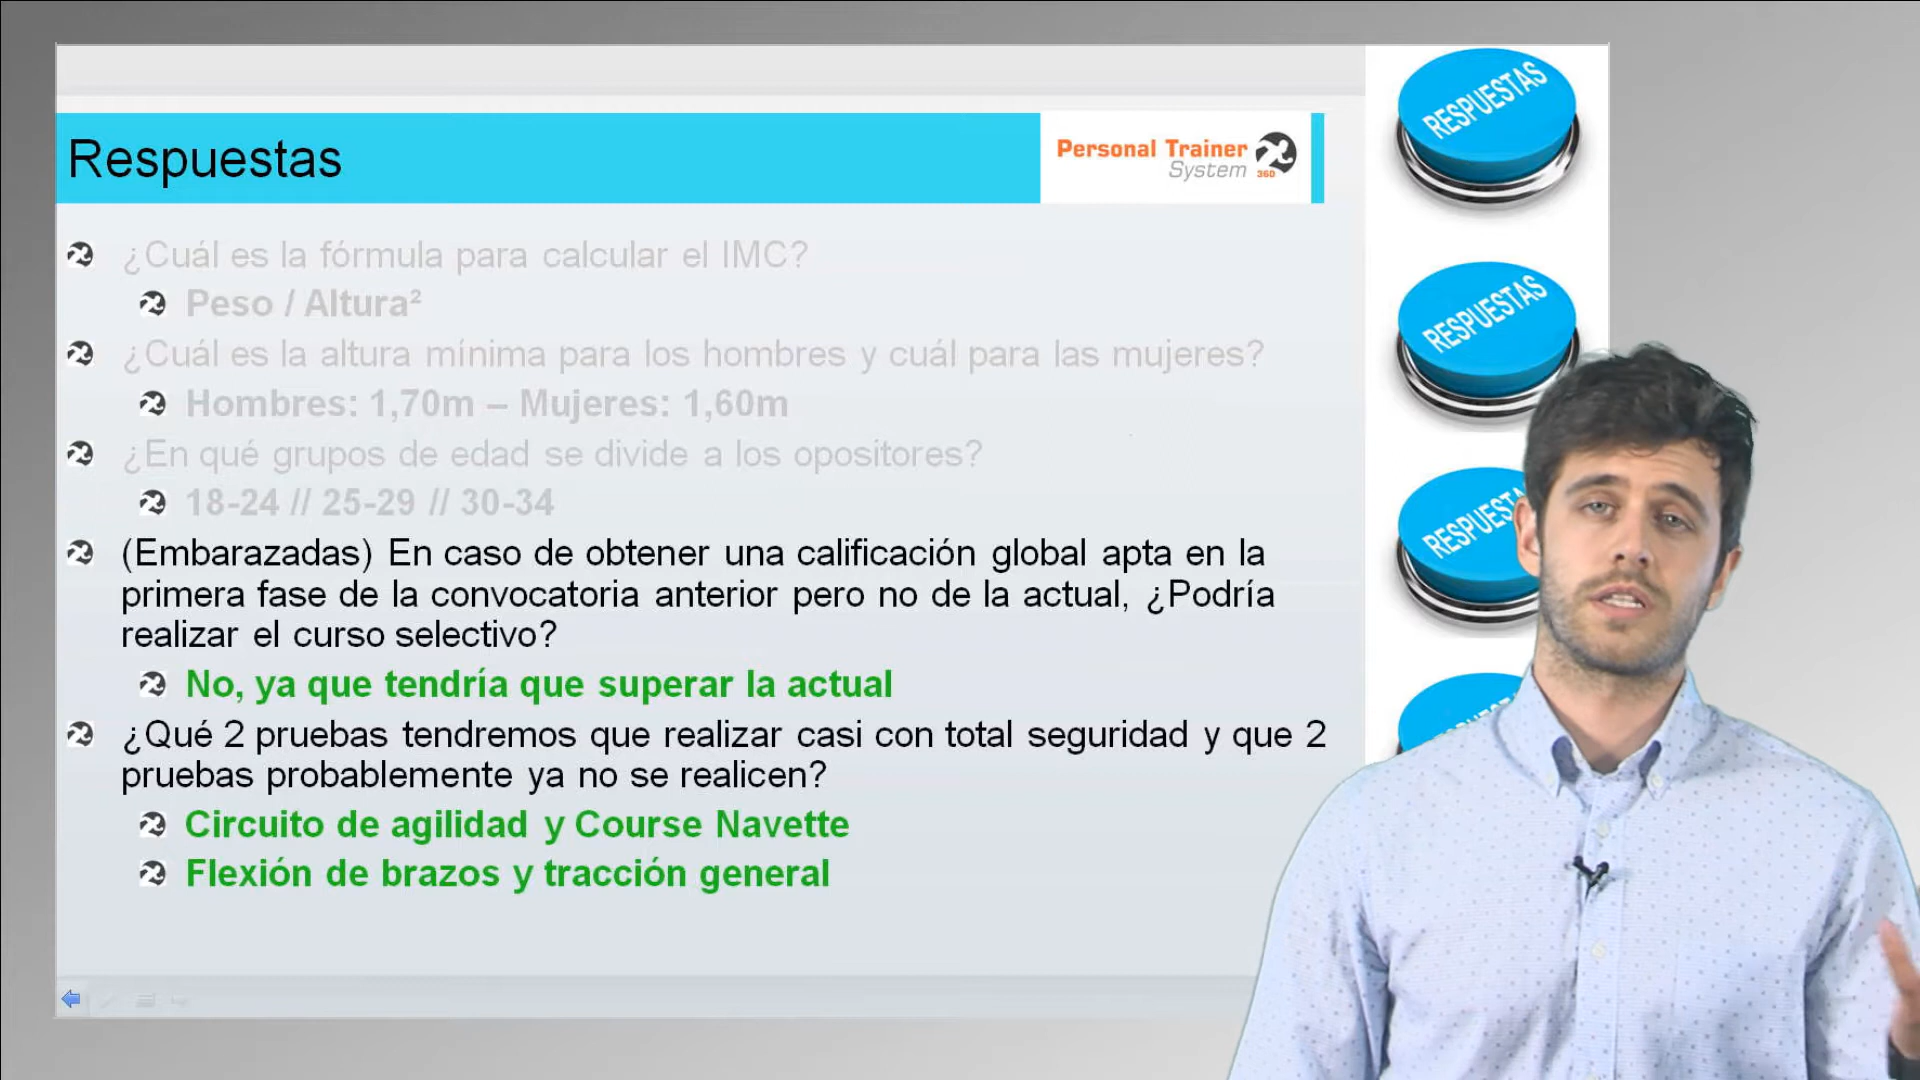 Respuestas
Personal Trainer
System 360
¿Cuál es la fórmula para calcular el IMC?
Peso / Altura²
¿Cuál es la altura mínima para los hombres y cuál para las mujeres?
Hombres: 1,70m – Mujeres: 1,60m
¿En qué grupos de edad se divide a los opositores?
18-24 // 25-29 // 30-34
(Embarazadas) En caso de obtener una calificación global apta en la
primera fase de la convocatoria anterior pero no de la actual, ¿Podría
realizar el curso selectivo?
No, ya que tendría que superar la actual
¿Qué 2 pruebas tendremos que realizar casi con total seguridad y que 2
pruebas probablemente ya no se realicen?
Circuito de agilidad y Course Navette
Flexión de brazos y tracción general
RESPUESTAS
RESPUESTAS